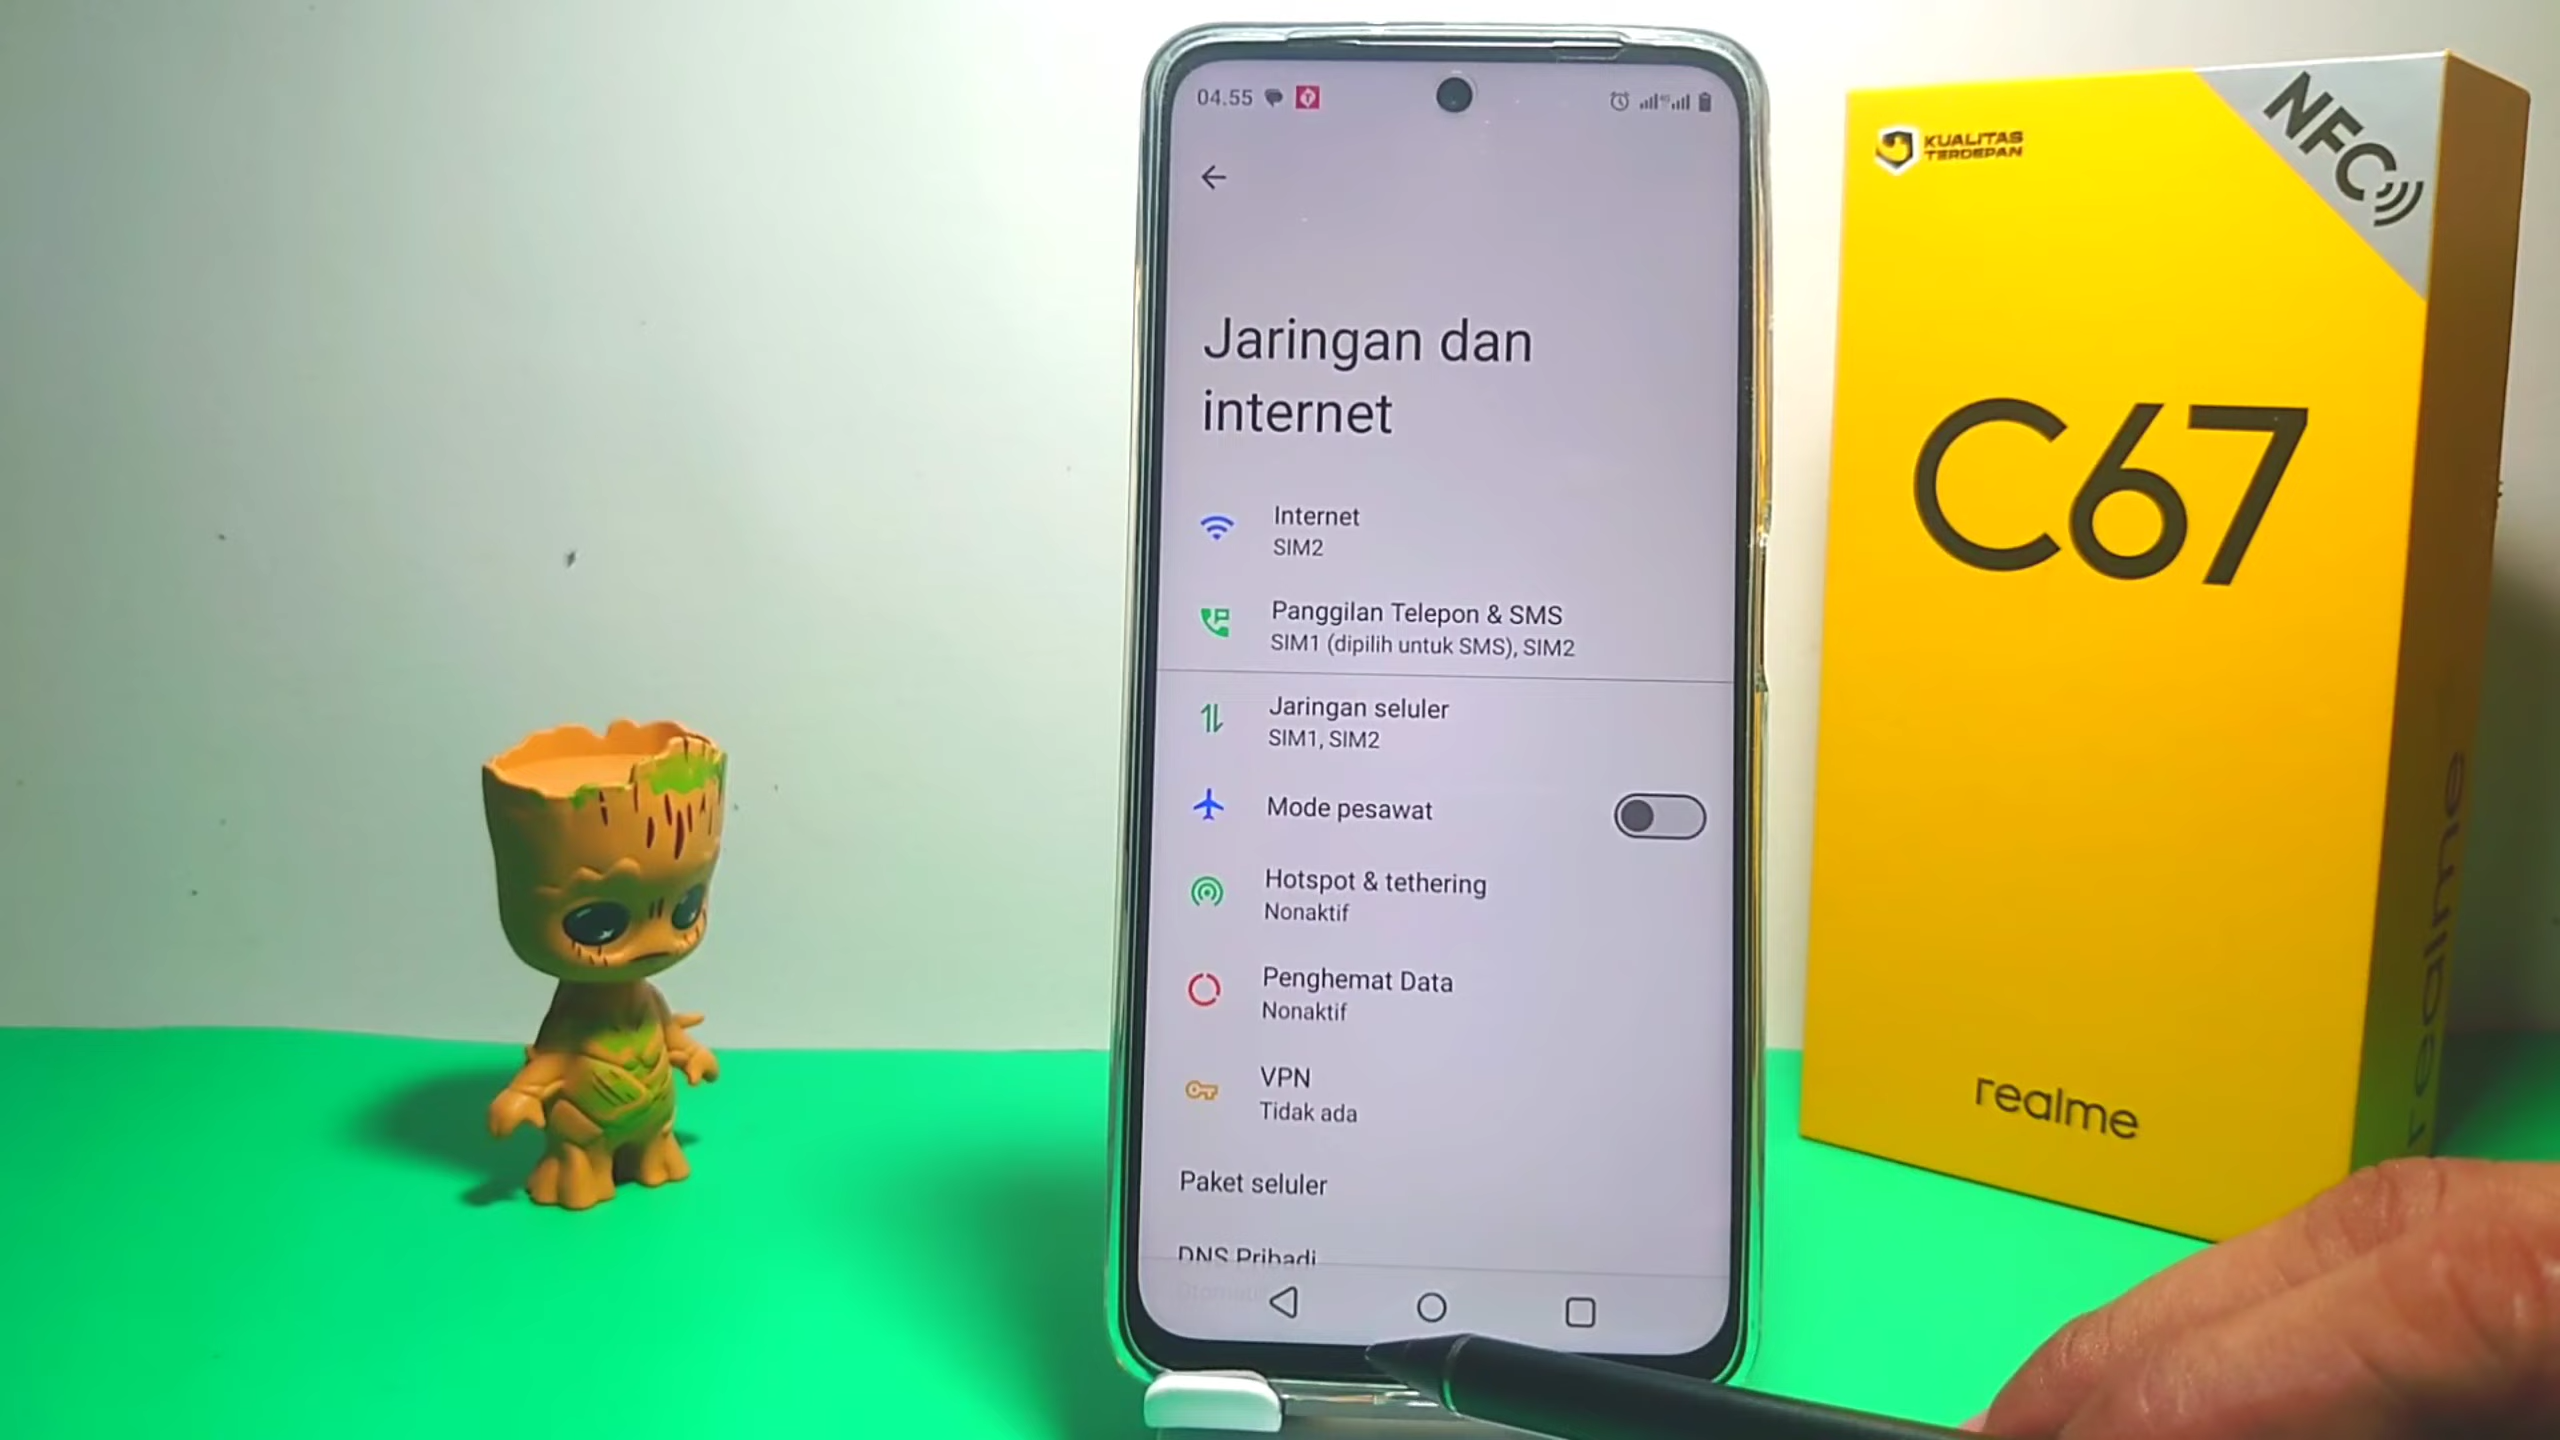 04.55
Jaringan dan
internet
Internet
SIM2
Panggilan Telepon & SMS
SIM1 (dipilih untuk SMS), SIM2
Jaringan seluler
SIM1, SIM2
Mode pesawat
Hotspot & tethering
Nonaktif
Penghemat Data
Nonaktif
VPN
Tidak ada
Paket seluler
DNS Pribadi
KUALITAS
TERDEPAN
NFC
C67
realme
realme